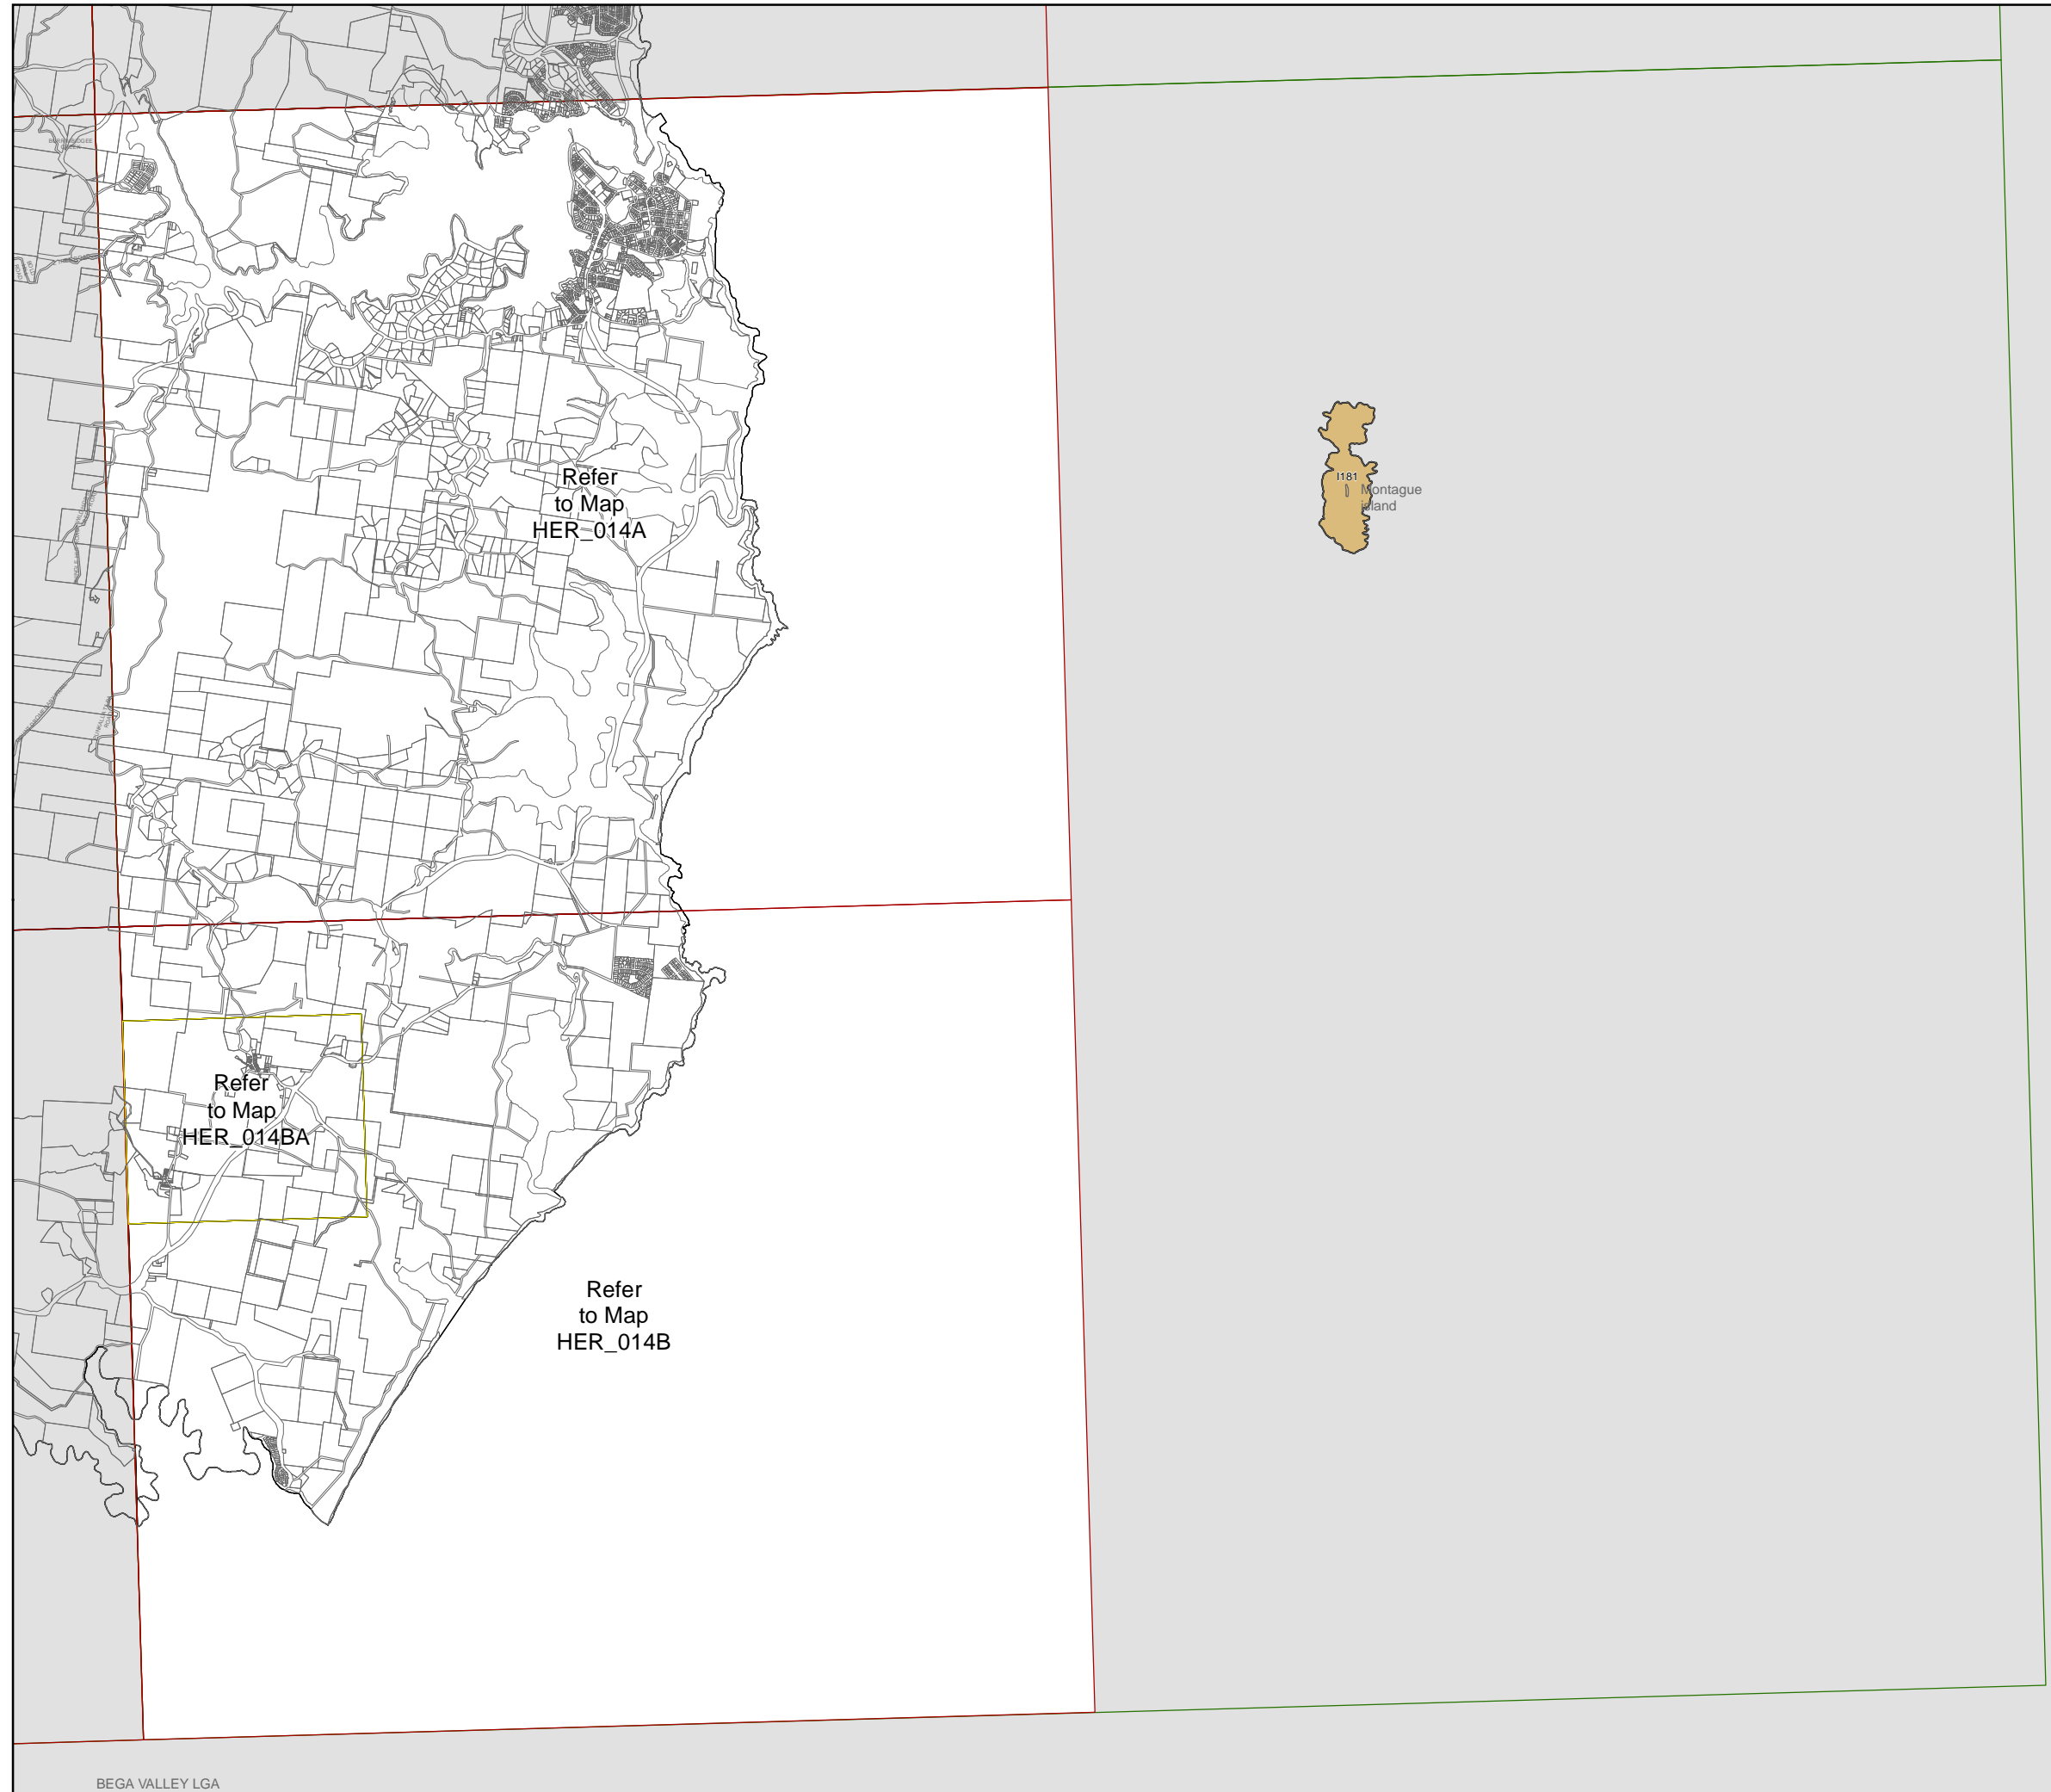 Refer
to Map
HER_014A
I181
Montague
island
Refer
to Map
HER_014BA
Refer
to Map
HER_014B
BEGA VALLEY LGA